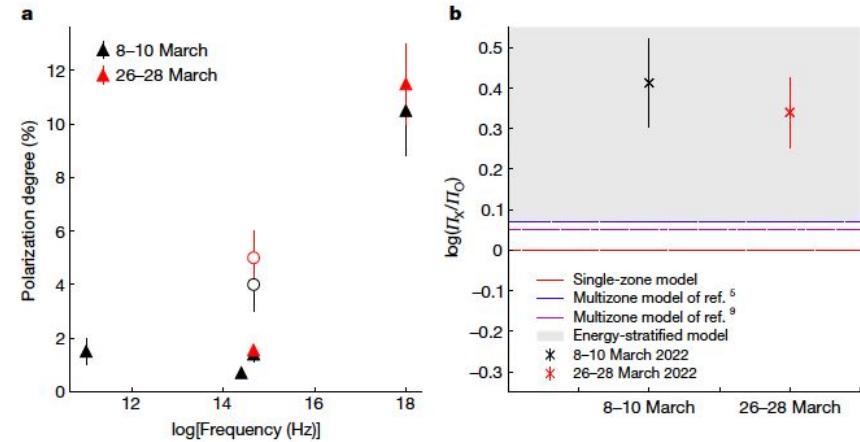 a
8–10 March
26–28 March
12
10
8
6
4
2
0
Polarization degree (%)
12
14
16
18
log[Frequency (Hz)]
b
0.5
0.4
0.3
0.2
0.1
0
–0.1
–0.2
–0.3
log(Π_X/Π_O)
Single-zone model
Multizone model of ref. 5
Multizone model of ref. 9
Energy-stratified model
8–10 March 2022
26–28 March 2022
8–10 March
26–28 March